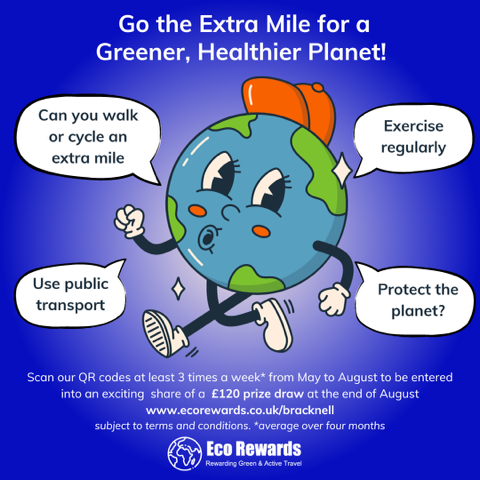 Go the Extra Mile for a
Greener, Healthier Planet!
Can you walk
or cycle an
extra mile
Exercise
regularly
Use public
transport
Protect the
planet?
Scan our QR codes at least 3 times a week* from May to August to be entered
into an exciting share of a £120 prize draw at the end of August
www.ecorewards.co.uk/bracknell
subject to terms and conditions. *average over four months
Eco Rewards
Rewarding Green & Active Travel